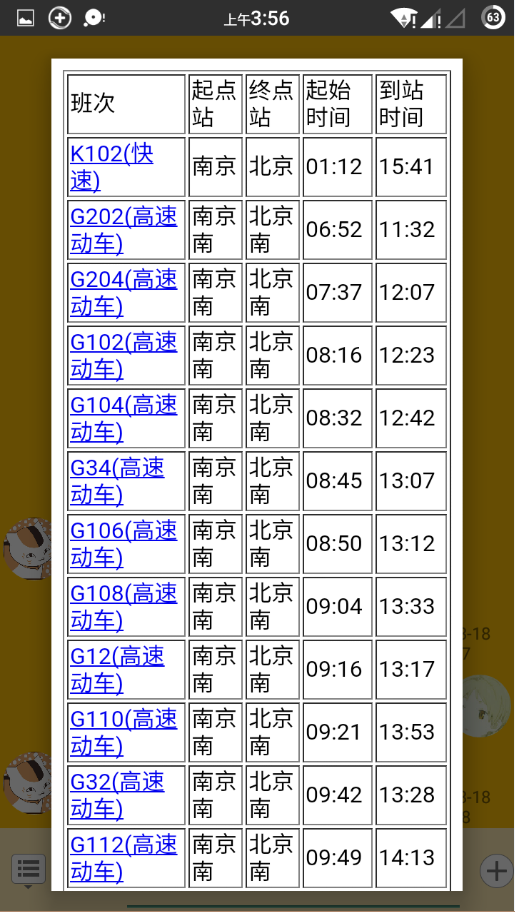 上午3:56
63
班次 起点站 终点站 起始时间 到站时间
K102(快速) 南京 北京 01:12 15:41
G202(高速动车) 南京南 北京南 06:52 11:32
G204(高速动车) 南京南 北京南 07:37 12:07
G102(高速动车) 南京南 北京南 08:16 12:23
G104(高速动车) 南京南 北京南 08:32 12:42
G34(高速动车) 南京南 北京南 08:45 13:07
G106(高速动车) 南京南 北京南 08:50 13:12
G108(高速动车) 南京南 北京南 09:04 13:33
G12(高速动车) 南京南 北京南 09:16 13:17
G110(高速动车) 南京南 北京南 09:21 13:53
G32(高速动车) 南京南 北京南 09:42 13:28
G112(高速动车) 南京南 北京南 09:49 14:13